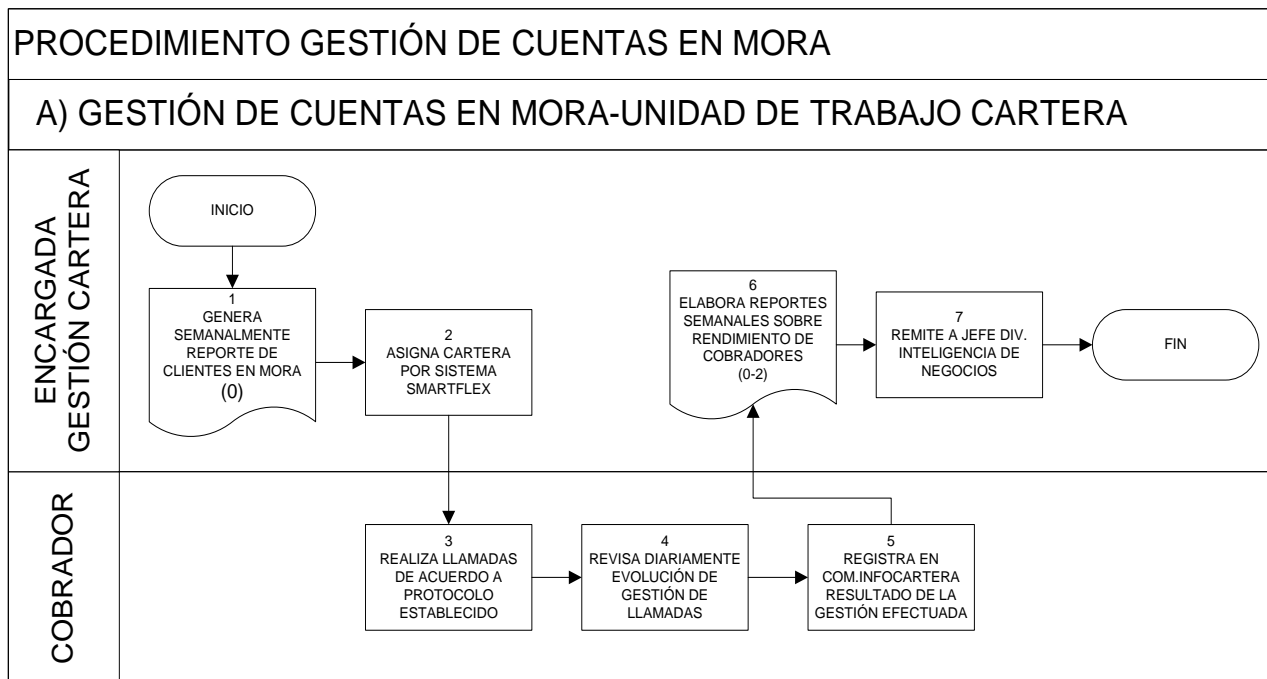 PROCEDIMIENTO GESTIÓN DE CUENTAS EN MORA
A) GESTIÓN DE CUENTAS EN MORA-UNIDAD DE TRABAJO CARTERA
ENCARGADA
GESTIÓN CARTERA
INICIO
1
GENERA
SEMANALMENTE
REPORTE DE
CLIENTES EN MORA
(0)
2
ASIGNA CARTERA
POR SISTEMA
SMARTFLEX
6
ELABORA REPORTES
SEMANALES SOBRE
RENDIMIENTO DE
COBRADORES
(0-2)
7
REMITE A JEFE DIV.
INTELIGENCIA DE
NEGOCIOS
FIN
COBRADOR
3
REALIZA LLAMADAS
DE ACUERDO A
PROTOCOLO
ESTABLECIDO
4
REVISA DIARIAMENTE
EVOLUCIÓN DE
GESTIÓN DE
LLAMADAS
5
REGISTRA EN
COM.INFOCARTERA
RESULTADO DE LA
GESTIÓN EFECTUADA